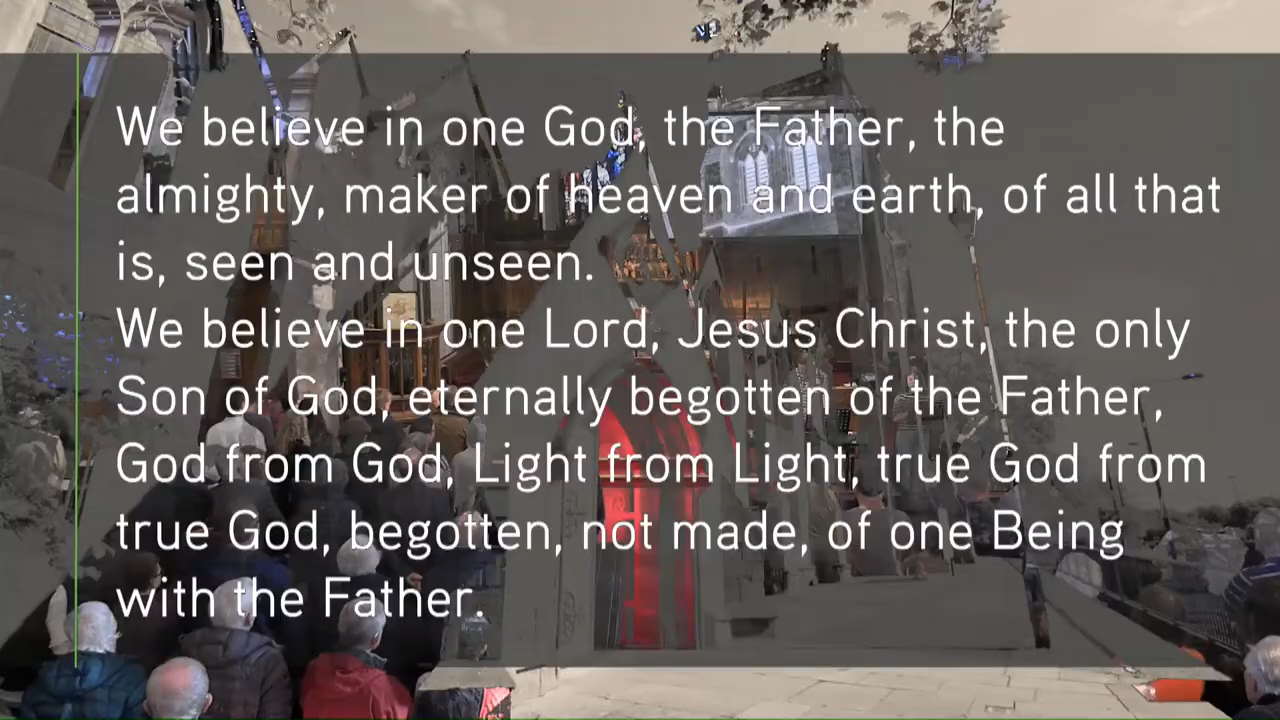 We believe in one God, the Father, the
almighty, maker of heaven and earth, of all that
is, seen and unseen.
We believe in one Lord, Jesus Christ, the only
Son of God, eternally begotten of the Father,
God from God, Light from Light, true God from
true God, begotten, not made, of one Being
with the Father.